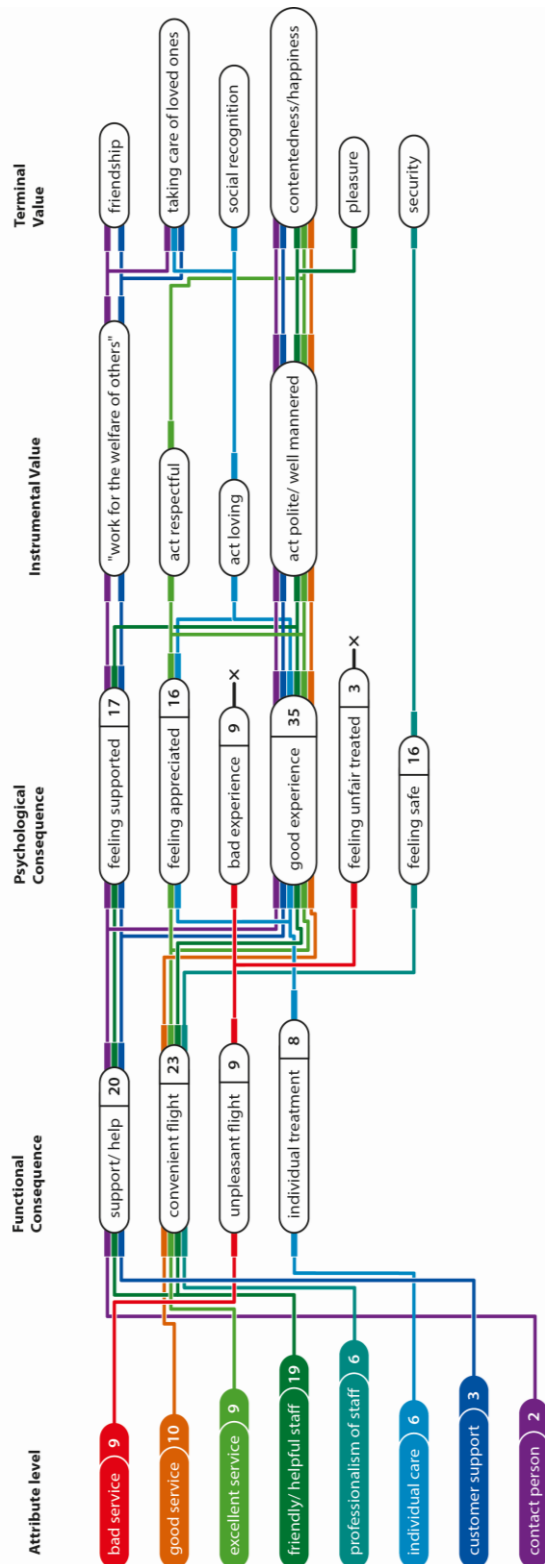 Attribute level
bad service 9
good service 10
excellent service 9
friendly/ helpful staff 19
professionalism of staff 6
individual care 6
customer support 3
contact person 2
Functional
Consequence
support/ help 20
convenient flight 23
unpleasant flight 9
individual treatment 8
Psychological
Consequence
feeling supported 17
feeling appreciated 16
bad experience 9 x
good experience 35
feeling unfair treated 3 x
feeling safe 16
Instrumental Value
"work for the welfare of others"
act respectful
act loving
act polite/ well mannered
Terminal
Value
friendship
taking care of loved ones
social recognition
contentedness/happiness
pleasure
security